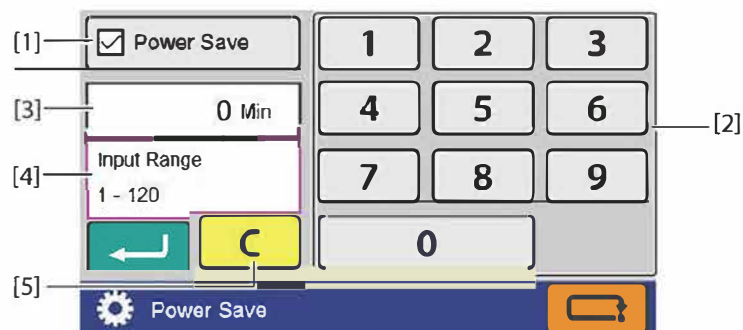 [1]
Power Save
1 2 3
[3]
0 Min
4 5 6
[2]
[4]
Input Range
1 - 120
7 8 9
C
0
[5]
Power Save